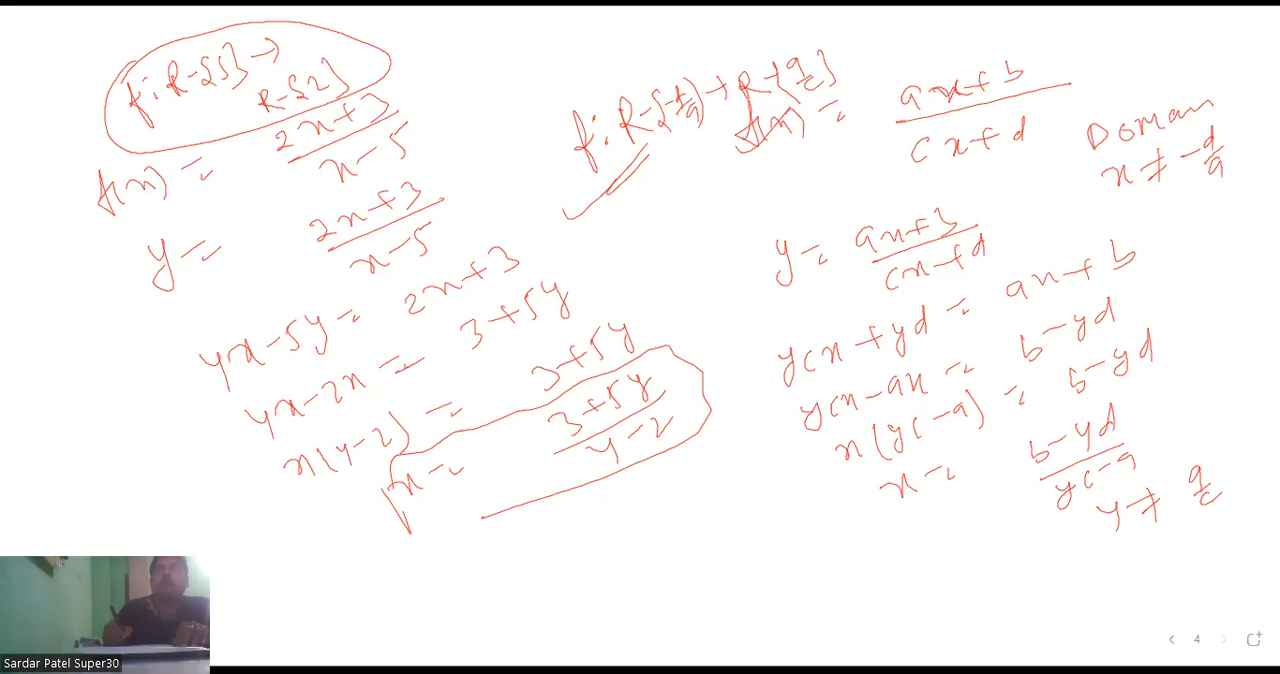 f: R-{5} →
R-{2}
f(x) = 2x+3 / x-5
y = 2x+3 / x-5
yx-5y = 2x+3
yx-2x = 3+5y
x(y-2) = 3+5y
x = 3+5y / y-2
f: R-{-d/a} → R-{a/c}
f(x) = ax+b / cx+d
Domain
x ≠ -d/a
y = ax+b / cx+d
ycx+yd = ax+b
ycx-ax = b-yd
x(yc-a) = b-yd
x = b-yd / yc-a
y ≠ a/c
4
Sardar Patel Super30